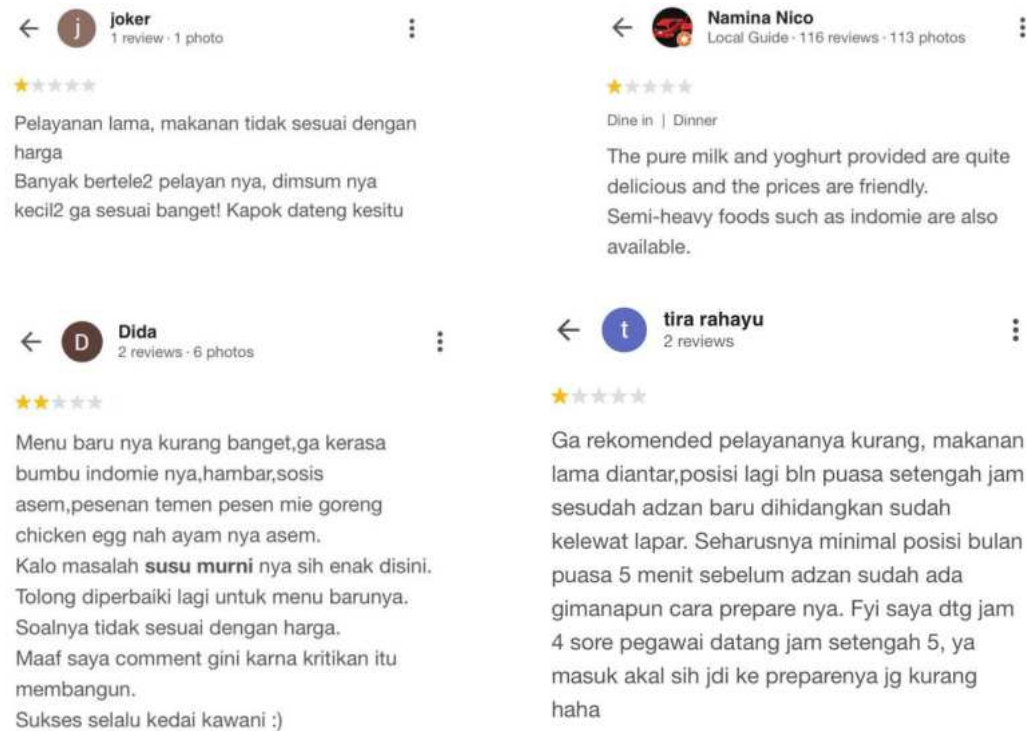 joker
1 review · 1 photo
Pelayanan lama, makanan tidak sesuai dengan
harga
Banyak bertele2 pelayan nya, dimsum nya
kecil2 ga sesuai banget! Kapok dateng kesitu
Namina Nico
Local Guide · 116 reviews · 113 photos
Dine in | Dinner
The pure milk and yoghurt provided are quite
delicious and the prices are friendly.
Semi-heavy foods such as indomie are also
available.
D
Dida
2 reviews · 6 photos
Menu baru nya kurang banget,ga kerasa
bumbu indomie nya,hambar,sosis
asem,pesenan temen pesen mie goreng
chicken egg nah ayam nya asem.
Kalo masalah susu murni nya sih enak disini.
Tolong diperbaiki lagi untuk menu barunya.
Soalnya tidak sesuai dengan harga.
Maaf saya comment gini karna kritikan itu
membangun.
Sukses selalu kedai kawani :)
t
tira rahayu
2 reviews
Ga rekomended pelayananya kurang, makanan
lama diantar,posisi lagi bln puasa setengah jam
sesudah adzan baru dihidangkan sudah
kelewat lapar. Seharusnya minimal posisi bulan
puasa 5 menit sebelum adzan sudah ada
gimanapun cara prepare nya. Fyi saya dtg jam
4 sore pegawai datang jam setengah 5, ya
masuk akal sih jdi ke preparenya jg kurang
haha